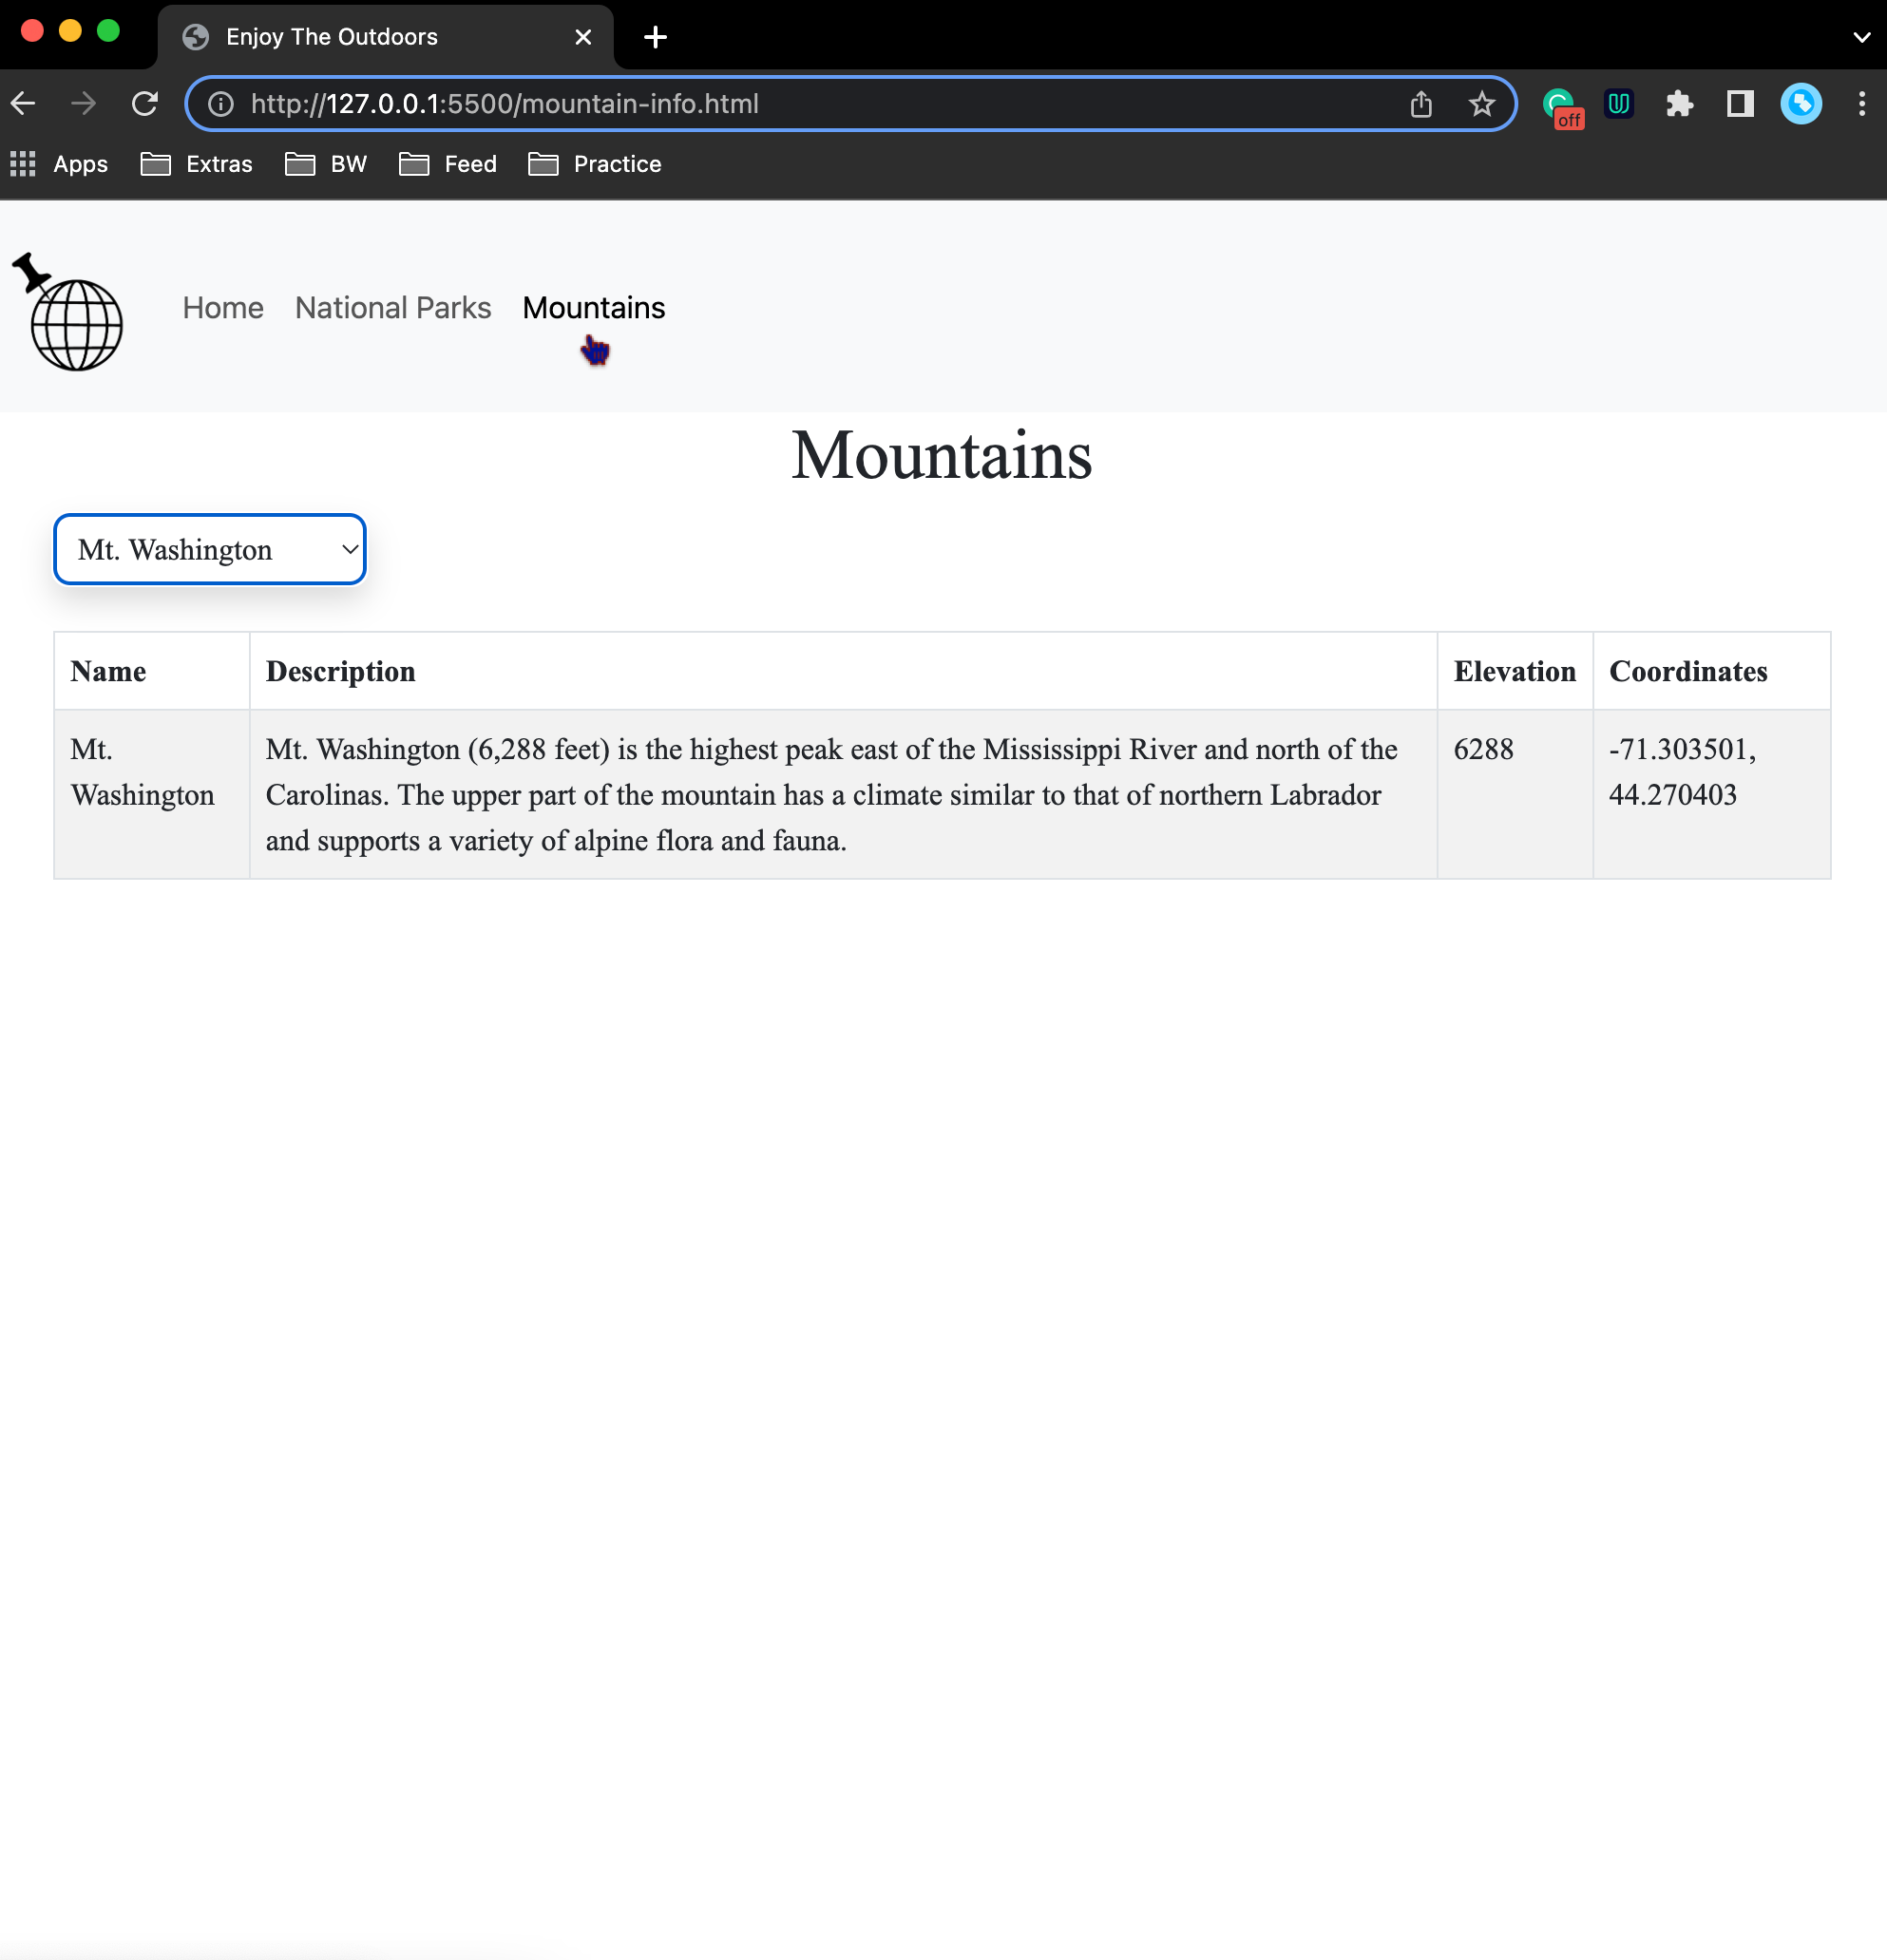 Enjoy The Outdoors
http://127.0.0.1:5500/mountain-info.html
off
Apps Extras BW Feed Practice
Home National Parks Mountains
Mountains
Mt. Washington
Name Description Elevation Coordinates
Mt. Washington (6,288 feet) is the highest peak east of the Mississippi River and north of the
Carolinas. The upper part of the mountain has a climate similar to that of northern Labrador
and supports a variety of alpine flora and fauna.
Mt.
Washington
6288
-71.303501,
44.270403